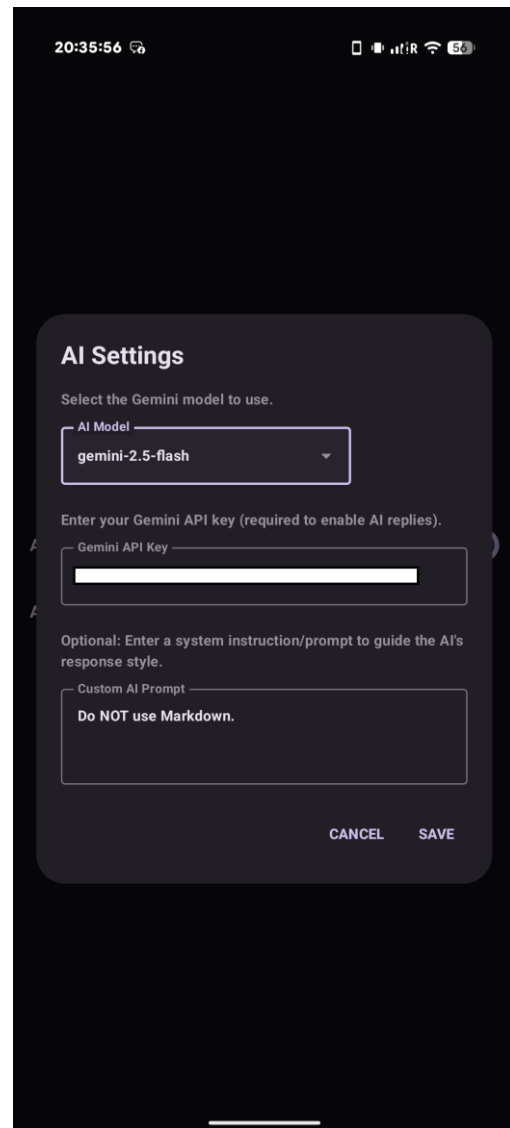 20:35:56
R 56
AI Settings
Select the Gemini model to use.
AI Model
gemini-2.5-flash
Enter your Gemini API key (required to enable AI replies).
Gemini API Key
A
A
Optional: Enter a system instruction/prompt to guide the AI's
response style.
Custom AI Prompt
Do NOT use Markdown.
CANCEL SAVE